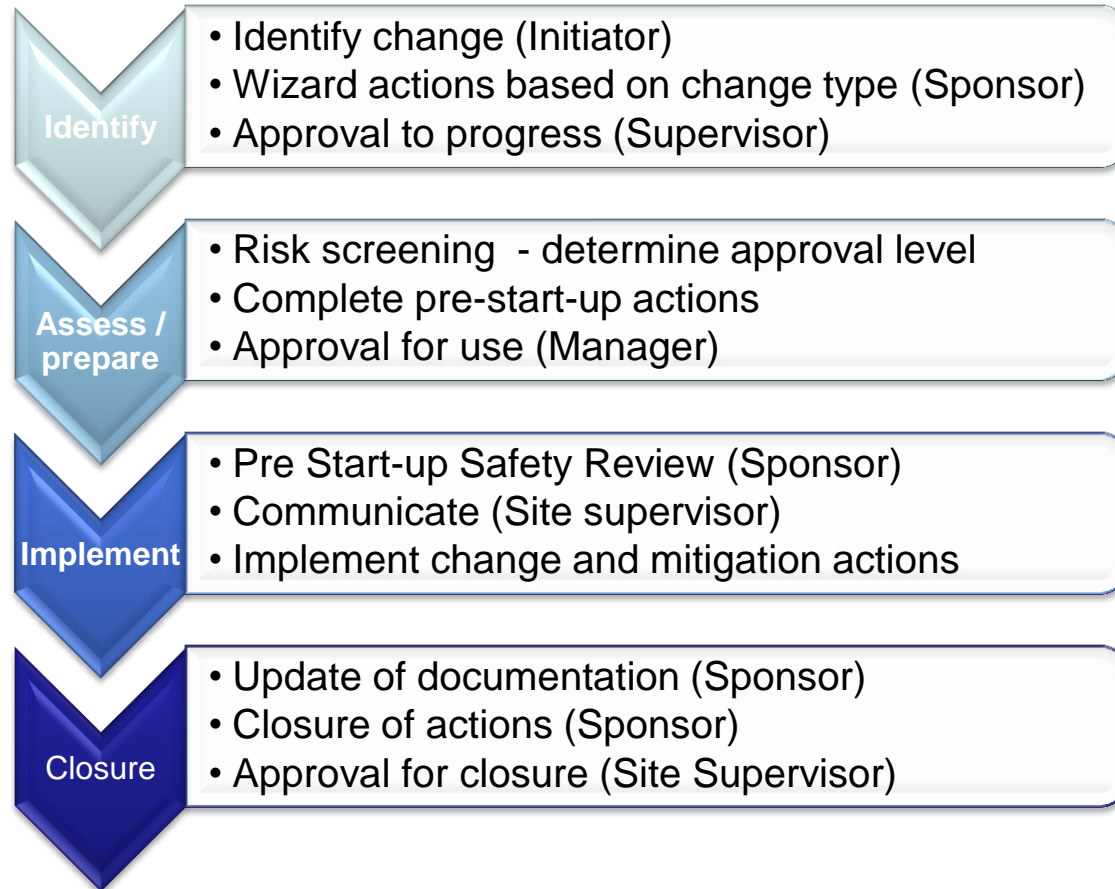 Identify
• Identify change (Initiator)
• Wizard actions based on change type (Sponsor)
• Approval to progress (Supervisor)
Assess /
prepare
• Risk screening  - determine approval level
• Complete pre-start-up actions
• Approval for use (Manager)
Implement
• Pre Start-up Safety Review (Sponsor)
• Communicate (Site supervisor)
• Implement change and mitigation actions
Closure
• Update of documentation (Sponsor)
• Closure of actions (Sponsor)
• Approval for closure (Site Supervisor)